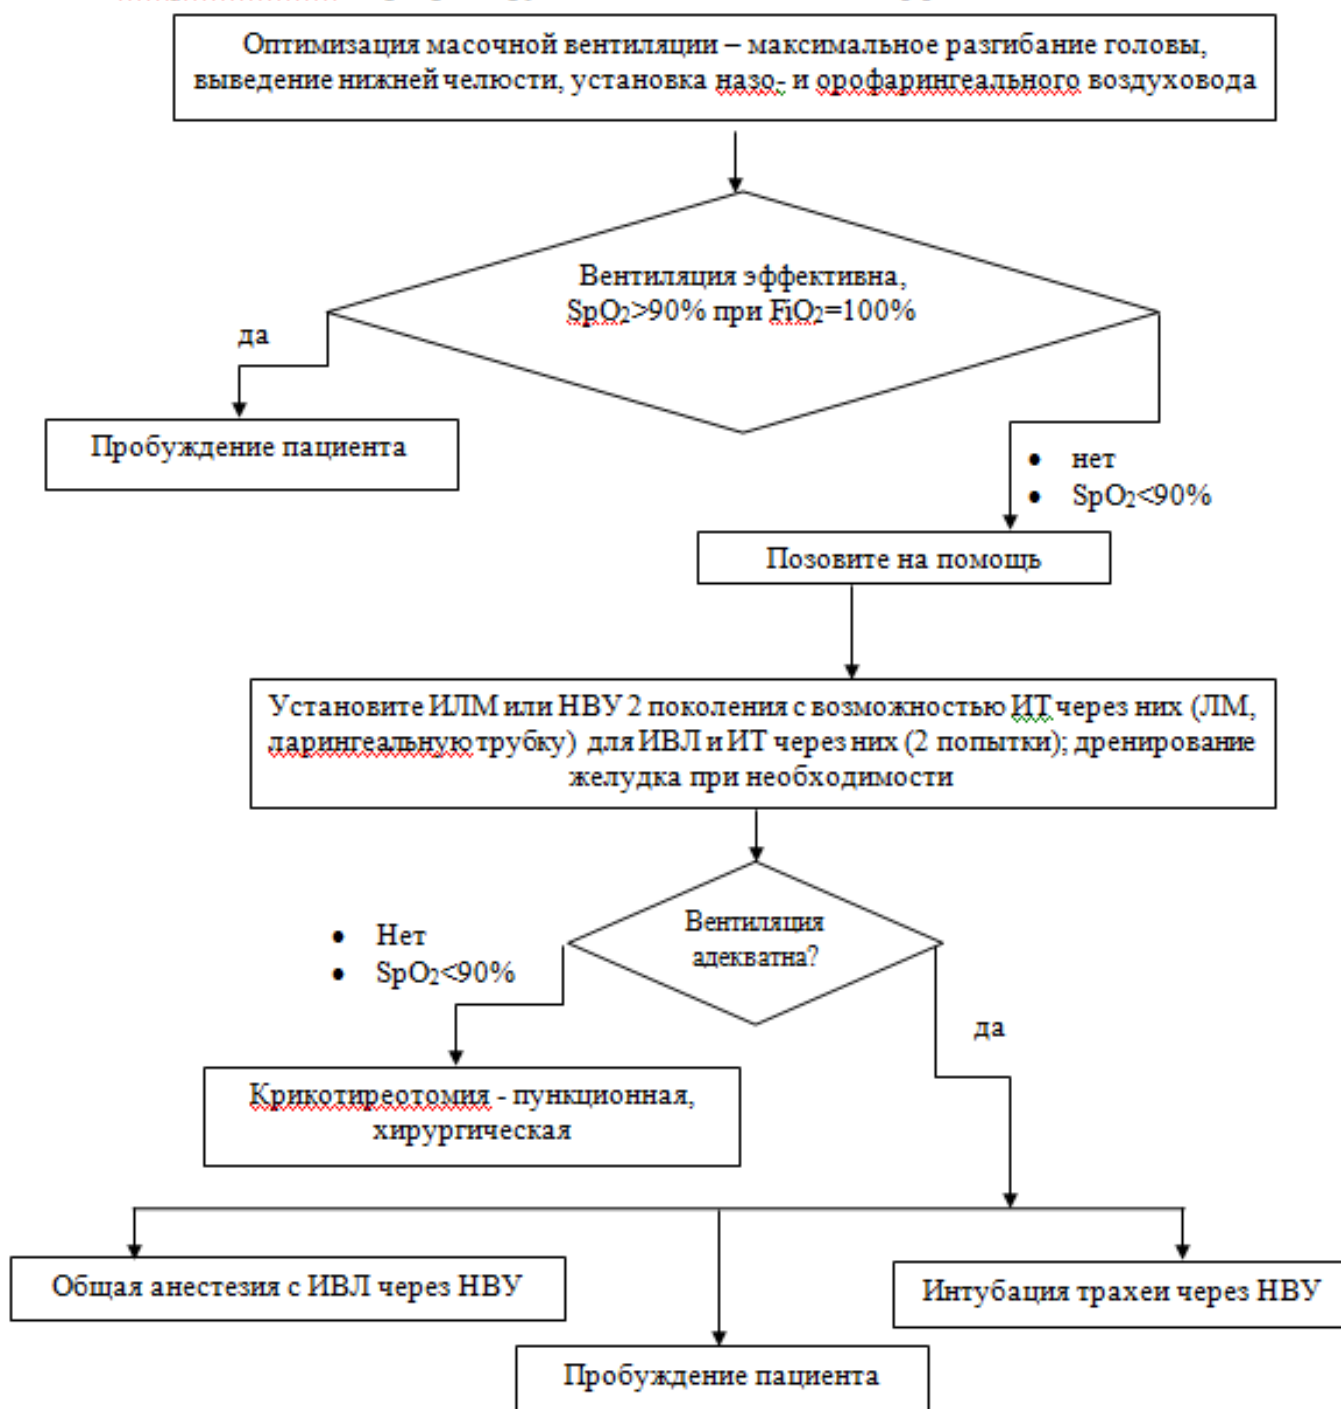 Оптимизация масочной вентиляции – максимальное разгибание головы,
выведение нижней челюсти, установка назо- и орофарингеального воздуховода
Вентиляция эффективна,
SpO2>90% при FiO2=100%
да
Пробуждение пациента
• нет
• SpO2<90%
Позовите на помощь
Установите ИЛМ или НВУ 2 поколения с возможностью ИТ через них (ЛМ,
ларингеальную трубку) для ИВЛ и ИТ через них (2 попытки); дренирование
желудка при необходимости
Вентиляция
адекватна?
• Нет
• SpO2<90%
да
Крикотиреотомия - пункционная,
хирургическая
Общая анестезия с ИВЛ через НВУ
Интубация трахеи через НВУ
Пробуждение пациента